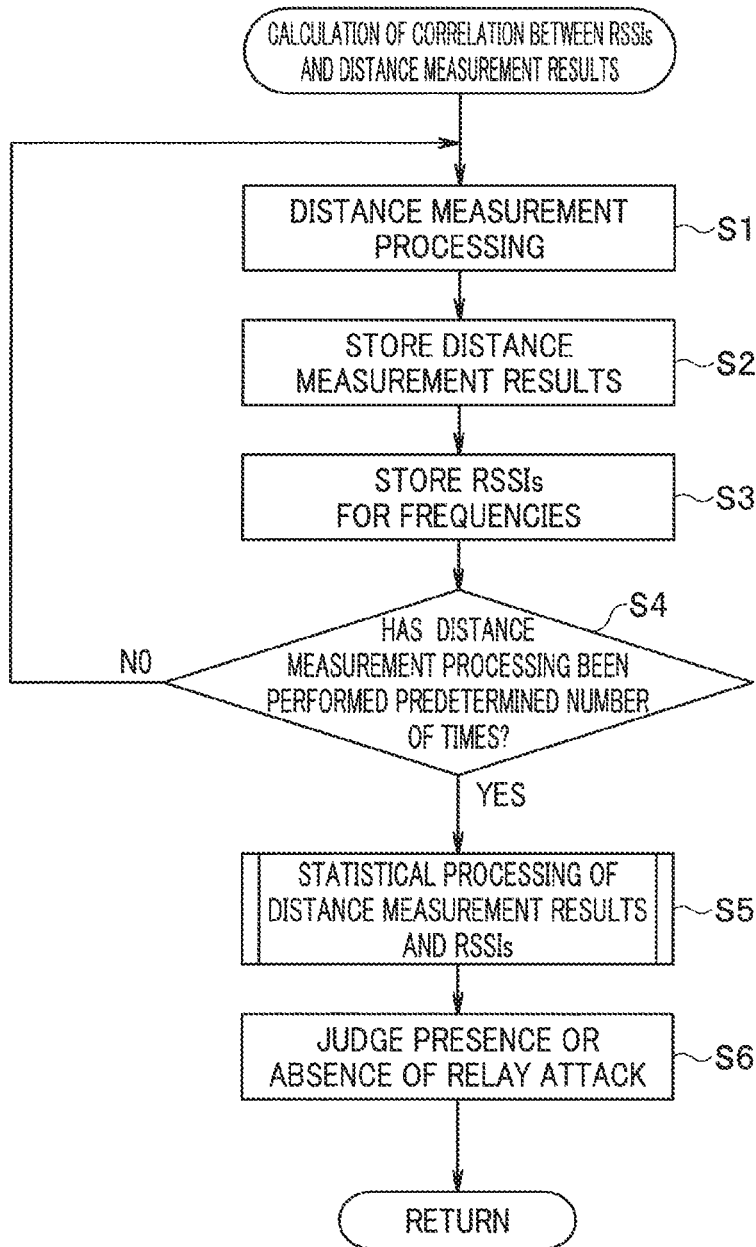 CALCULATION OF CORRELATION BETWEEN RSSIs
AND DISTANCE MEASUREMENT RESULTS
DISTANCE MEASUREMENT
PROCESSING
S1
STORE DISTANCE
MEASUREMENT RESULTS
S2
STORE RSSIs
FOR FREQUENCIES
S3
S4
HAS DISTANCE
MEASUREMENT PROCESSING BEEN
PERFORMED PREDETERMINED NUMBER
OF TIMES?
NO
YES
STATISTICAL PROCESSING OF
DISTANCE MEASUREMENT RESULTS
AND RSSIs
S5
JUDGE PRESENCE OR
ABSENCE OF RELAY ATTACK
S6
RETURN